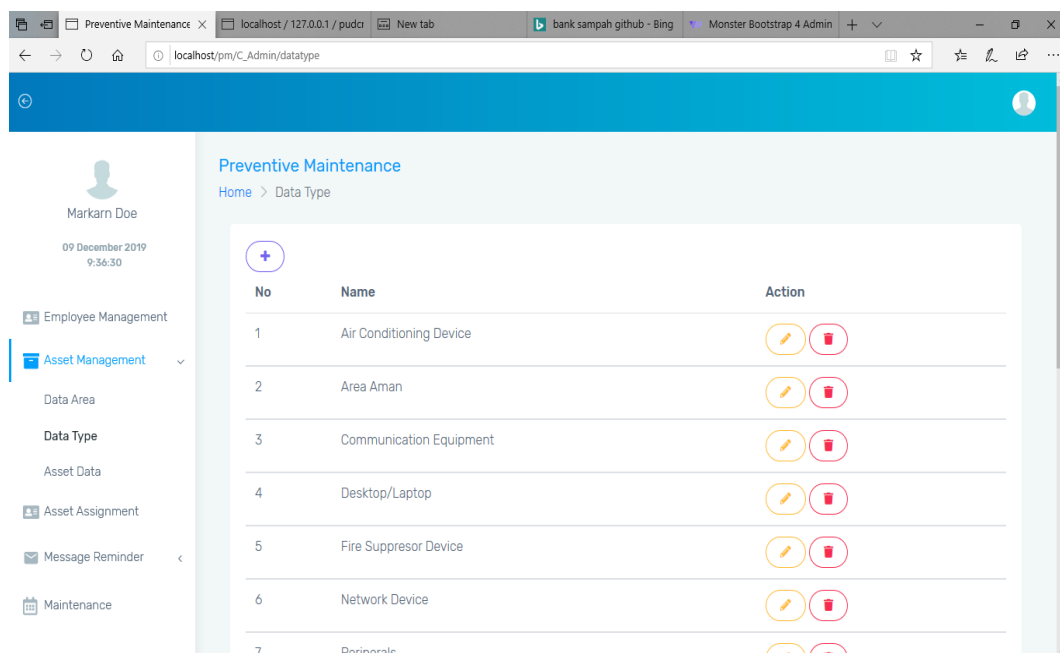 Preventive Maintenance
localhost / 127.0.0.1 / pudcr
New tab
bank sampah github - Bing
Monster Bootstrap 4 Admin
localhost/pm/C_Admin/datatype
Markarn Doe
09 December 2019
9:36:30
Employee Management
Asset Management
Data Area
Data Type
Asset Data
Asset Assignment
Message Reminder
Maintenance
Preventive Maintenance
Home > Data Type
+
No Name Action
1 Air Conditioning Device
2 Area Aman
3 Communication Equipment
4 Desktop/Laptop
5 Fire Suppresor Device
6 Network Device
7 Periperals